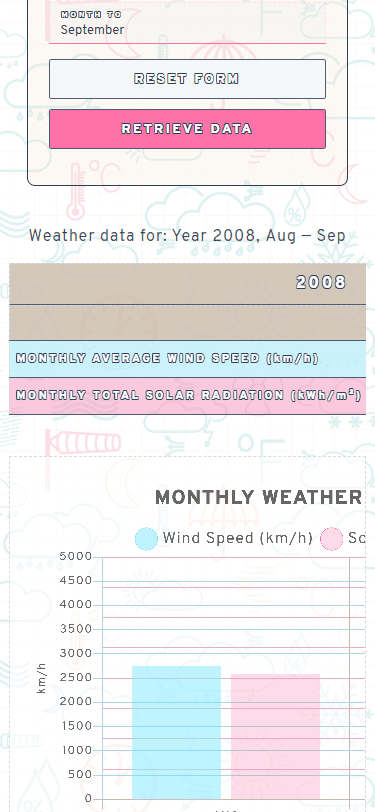 MONTH TO
September
RESET FORM
RETRIEVE DATA
Weather data for: Year 2008, Aug – Sep
2008
MONTHLY AVERAGE WIND SPEED (km/h)
MONTHLY TOTAL SOLAR RADIATION (kWh/m²)
MONTHLY WEATHER
Wind Speed (km/h) So
5000
4500
4000
3500
3000
2500
2000
1500
1000
500
0
km/h